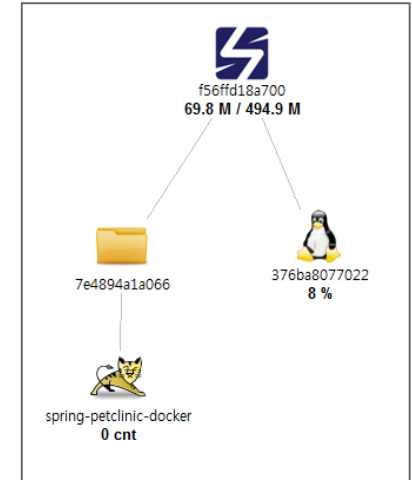 f56ffd18a700
69.8 M / 494.9 M
7e4894a1a066
376ba8077022
8 %
spring-petclinic-docker
0 cnt